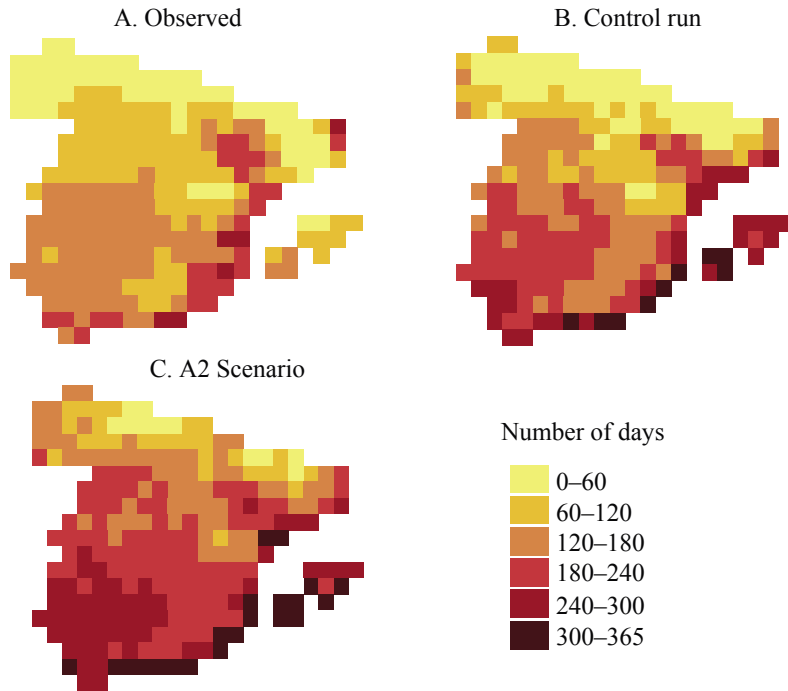 A. Observed
B. Control run
C. A2 Scenario
Number of days
0–60
60–120
120–180
180–240
240–300
300–365